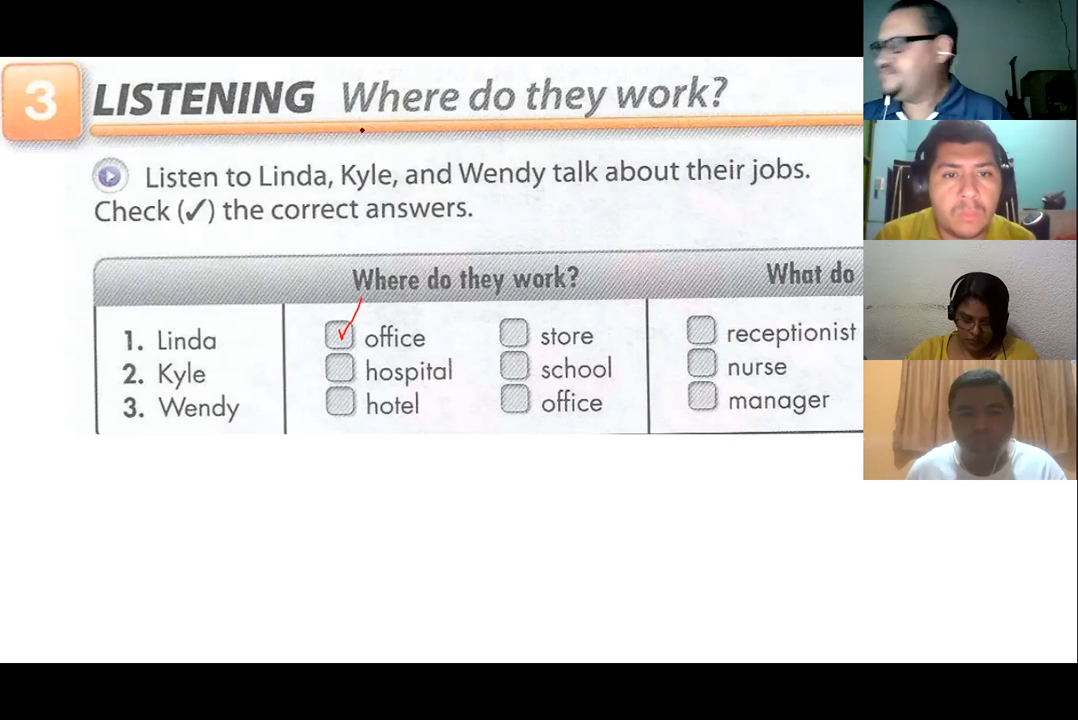 3 LISTENING Where do they work?
Listen to Linda, Kyle, and Wendy talk about their jobs.
Check (✓) the correct answers.
Where do they work? What do
1. Linda office store receptionist
2. Kyle hospital school nurse
3. Wendy hotel office manager